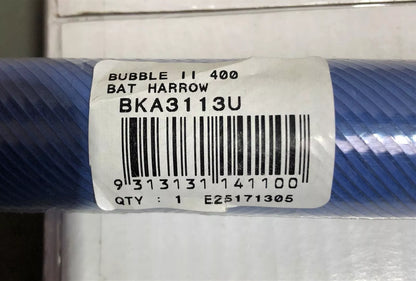 BUBBLE II 400
BAT HARROW
BKA3113U
9 313131 141100
QTY : 1 E25171305